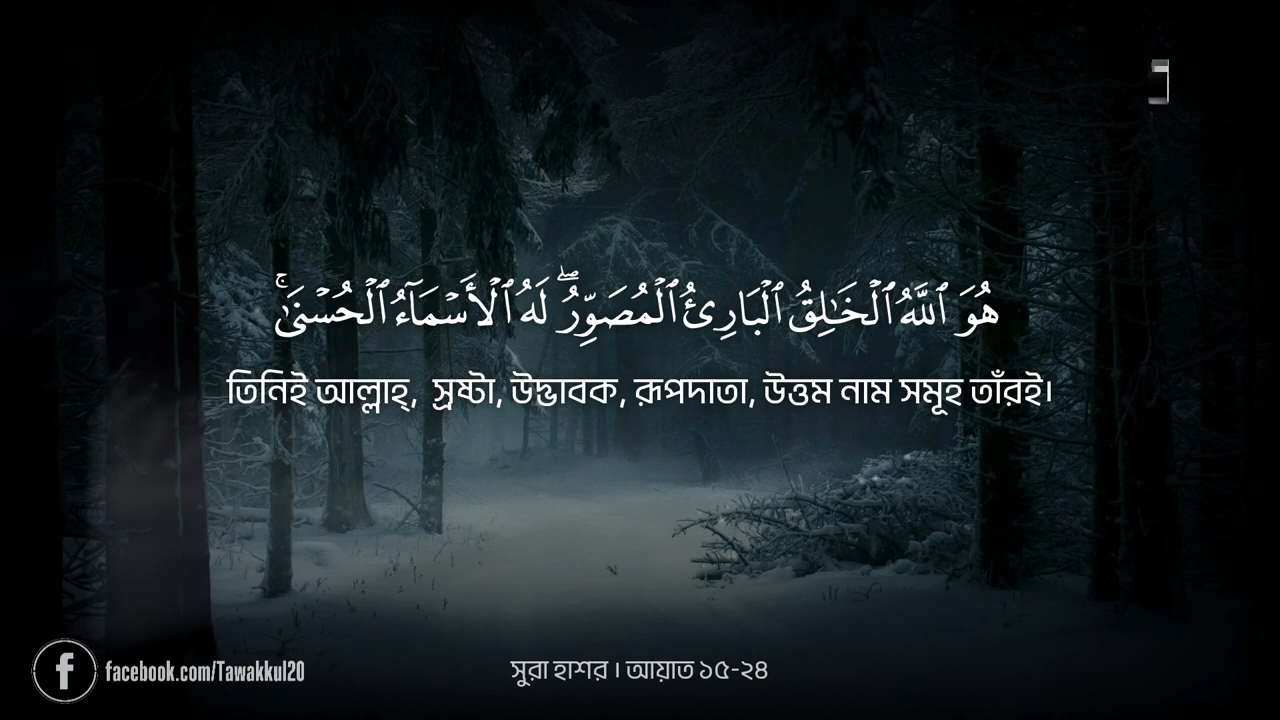 هُوَ ٱللَّهُ ٱلْخَـٰلِقُ ٱلْبَارِئُ ٱلْمُصَوِّرُ ۖ لَهُ ٱلْأَسْمَآءُ ٱلْحُسْنَىٰ ۚ
তিনিই আল্লাহ্‌, স্রষ্টা, উদ্ভাবক, রূপদাতা, উত্তম নাম সমূহ তাঁরই।
facebook.com/Tawakkul20
সুরা হাশর । আয়াত ১৫-২৪